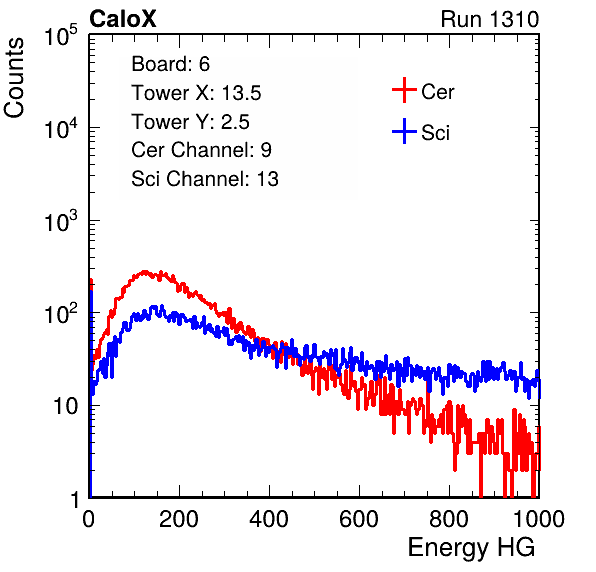 CaloX Run 1310
Counts
10^5
10^4
10^3
10^2
10
1
Board: 6
Tower X: 13.5
Tower Y: 2.5
Cer Channel: 9
Sci Channel: 13
Cer
Sci
0 200 400 600 800 1000
Energy HG